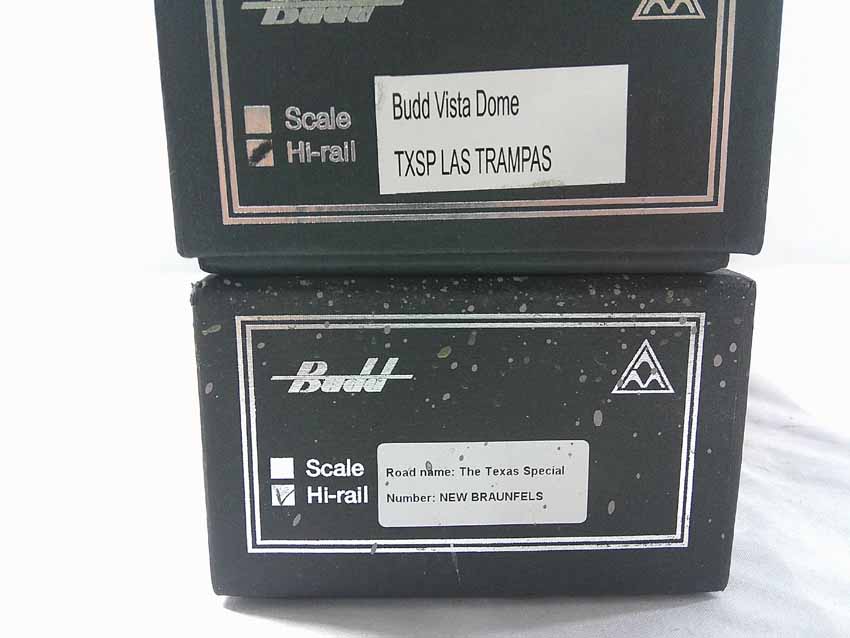 Budd
Scale
Hi-rail
Budd Vista Dome
TXSP LAS TRAMPAS
Budd
Scale
Hi-rail
Road name: The Texas Special
Number: NEW BRAUNFELS